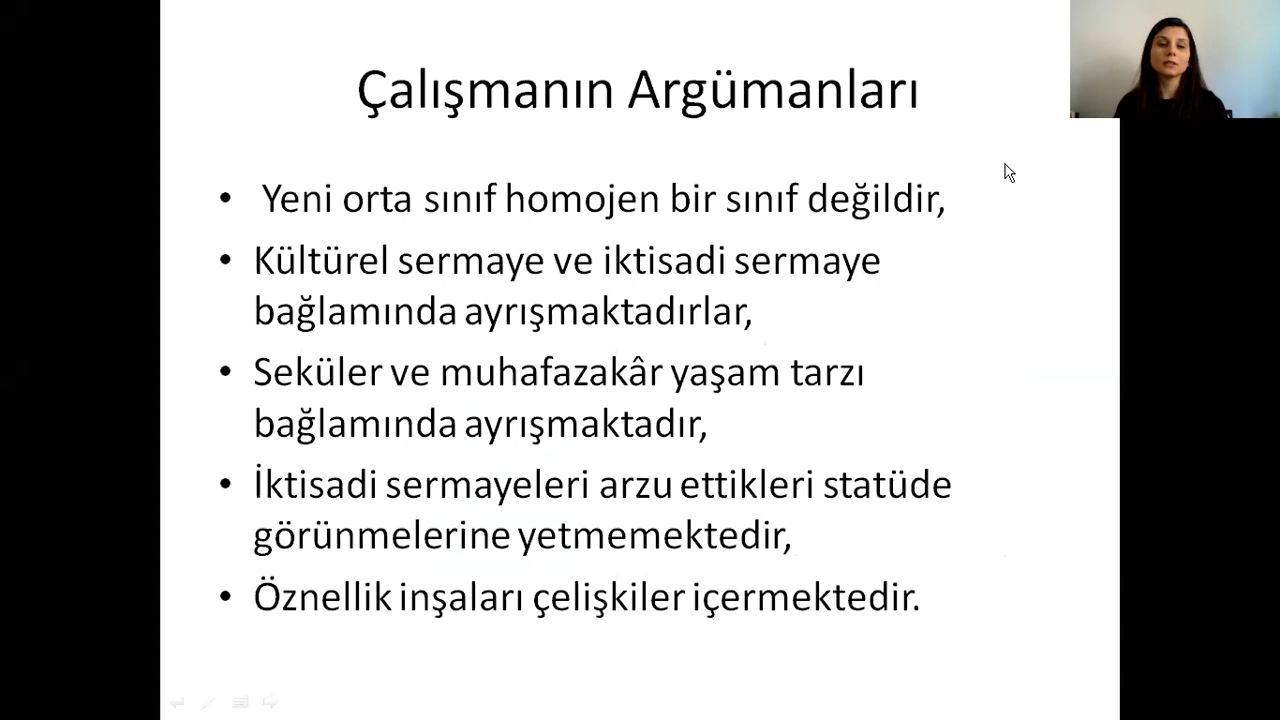 Çalışmanın Argümanları
• Yeni orta sınıf homojen bir sınıf değildir,
• Kültürel sermaye ve iktisadi sermaye
bağlamında ayrışmaktadırlar,
• Seküler ve muhafazakâr yaşam tarzı
bağlamında ayrışmaktadır,
• İktisadi sermayeleri arzu ettikleri statüde
görünmelerine yetmemektedir,
• Öznellik inşaları çelişkiler içermektedir.